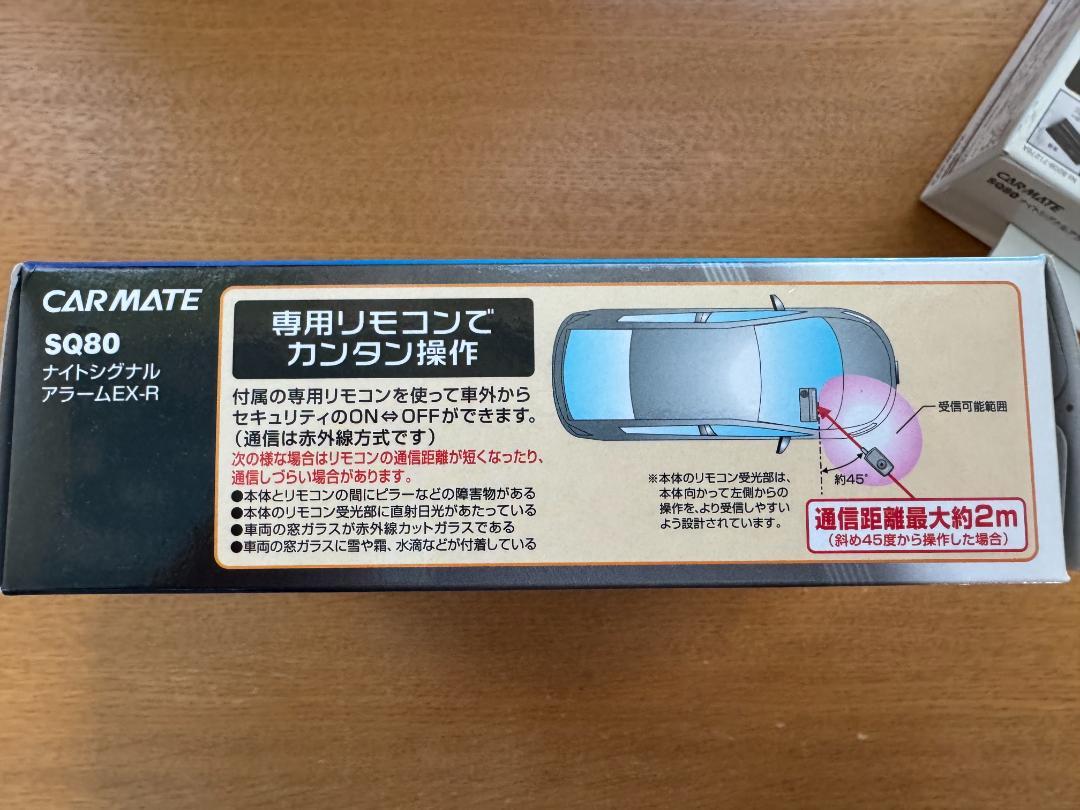 CARMATE
SQ80
ナイトシグナル
アラームEX-R
専用リモコンで
カンタン操作
付属の専用リモコンを使って車外から
セキュリティのON⇔OFFができます。
（通信は赤外線方式です）
次の様な場合はリモコンの通信距離が短くなったり、
通信しづらい場合があります。
●本体とリモコンの間にピラーなどの障害物がある
●本体のリモコン受光部に直射日光があたっている
●車両の窓ガラスが赤外線カットガラスである
●車両の窓ガラスに雪や霜、水滴などが付着している
受信可能範囲
約45°
※本体のリモコン受光部は、
本体向かって左側からの
操作を、より受信しやすい
よう設計されています。
通信距離最大約2m
（斜め45度から操作した場合）
CARMATE
SQ80 ナイトシグナルアラ